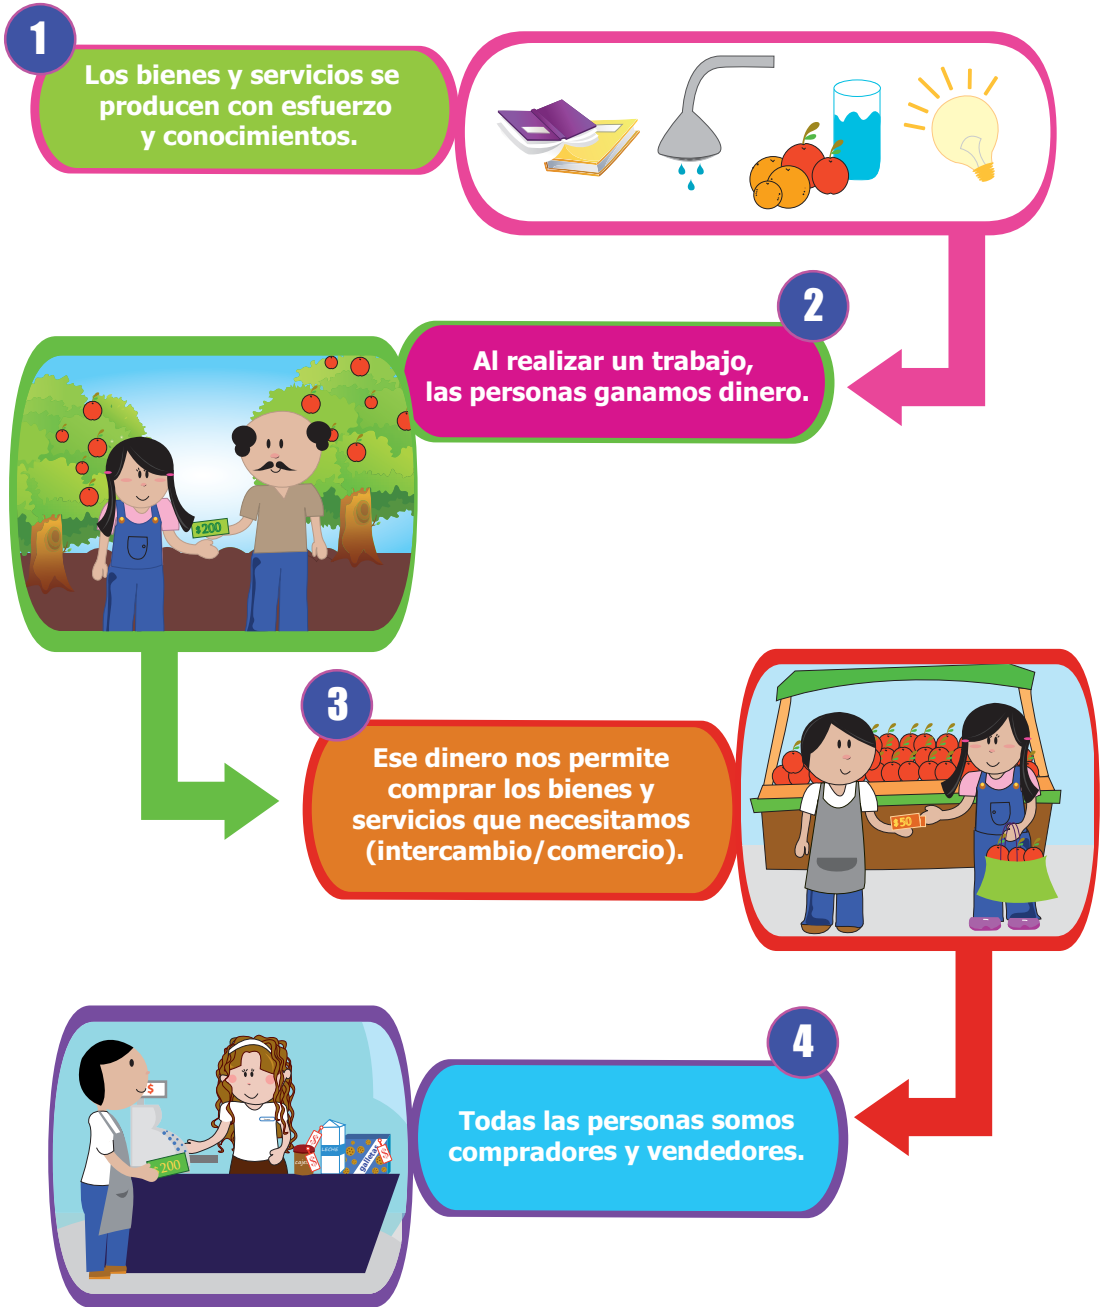 1
Los bienes y servicios se
producen con esfuerzo
y conocimientos.
2
Al realizar un trabajo,
las personas ganamos dinero.
$200
3
Ese dinero nos permite
comprar los bienes y
servicios que necesitamos
(intercambio/comercio).
$50
4
Todas las personas somos
compradores y vendedores.
$
$200
LECHE
galletas